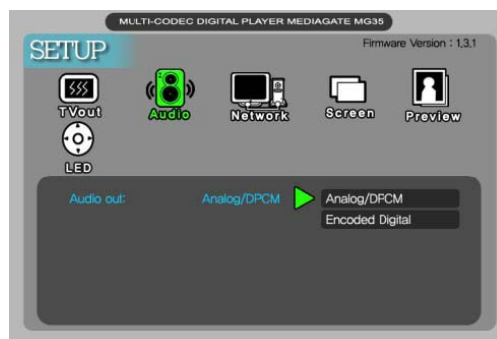 MULTI-CODEC DIGITAL PLAYER MEDIAGATE MG35
SETUP
Firmware Version : 1,3,1
TVout Audio Network Screen Preview
LED
Audio out: Analog/DPCM Analog/DPCM
Encoded Digital